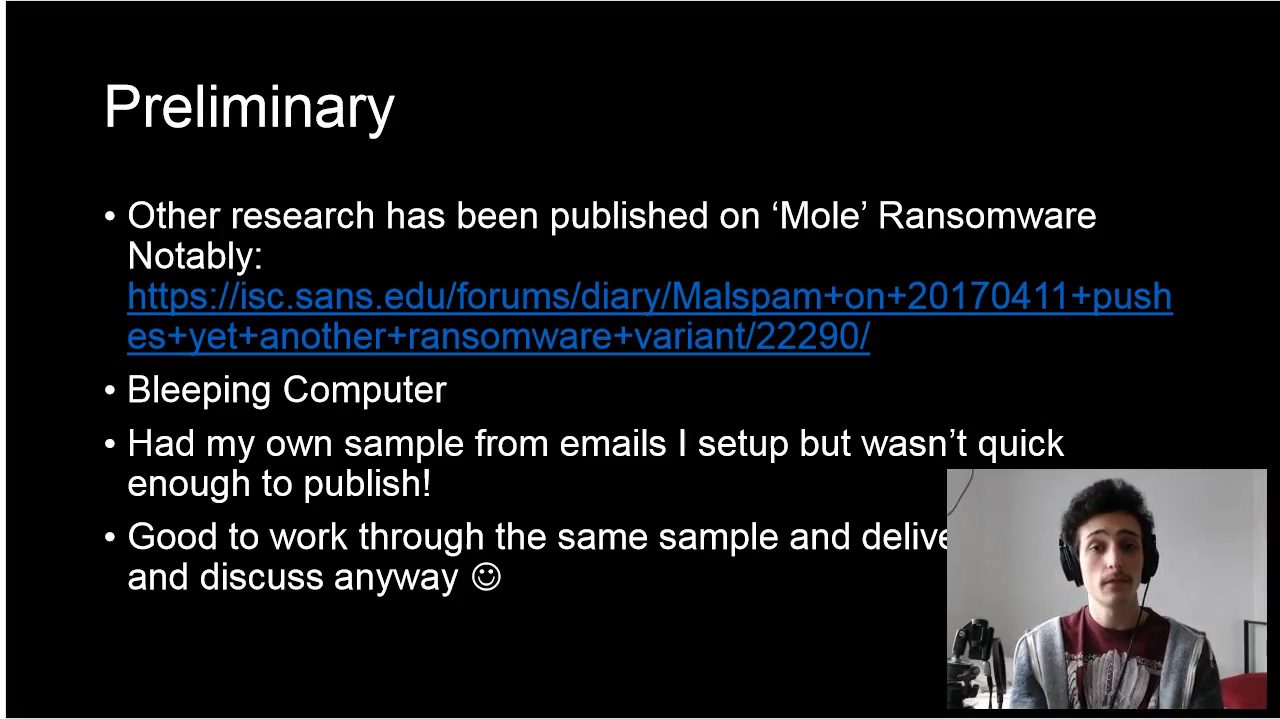 Preliminary
• Other research has been published on ‘Mole’ Ransomware
Notably:
https://isc.sans.edu/forums/diary/Malspam+on+20170411+push
es+yet+another+ransomware+variant/22290/
• Bleeping Computer
• Had my own sample from emails I setup but wasn’t quick
enough to publish!
• Good to work through the same sample and
and discuss anyway ☺